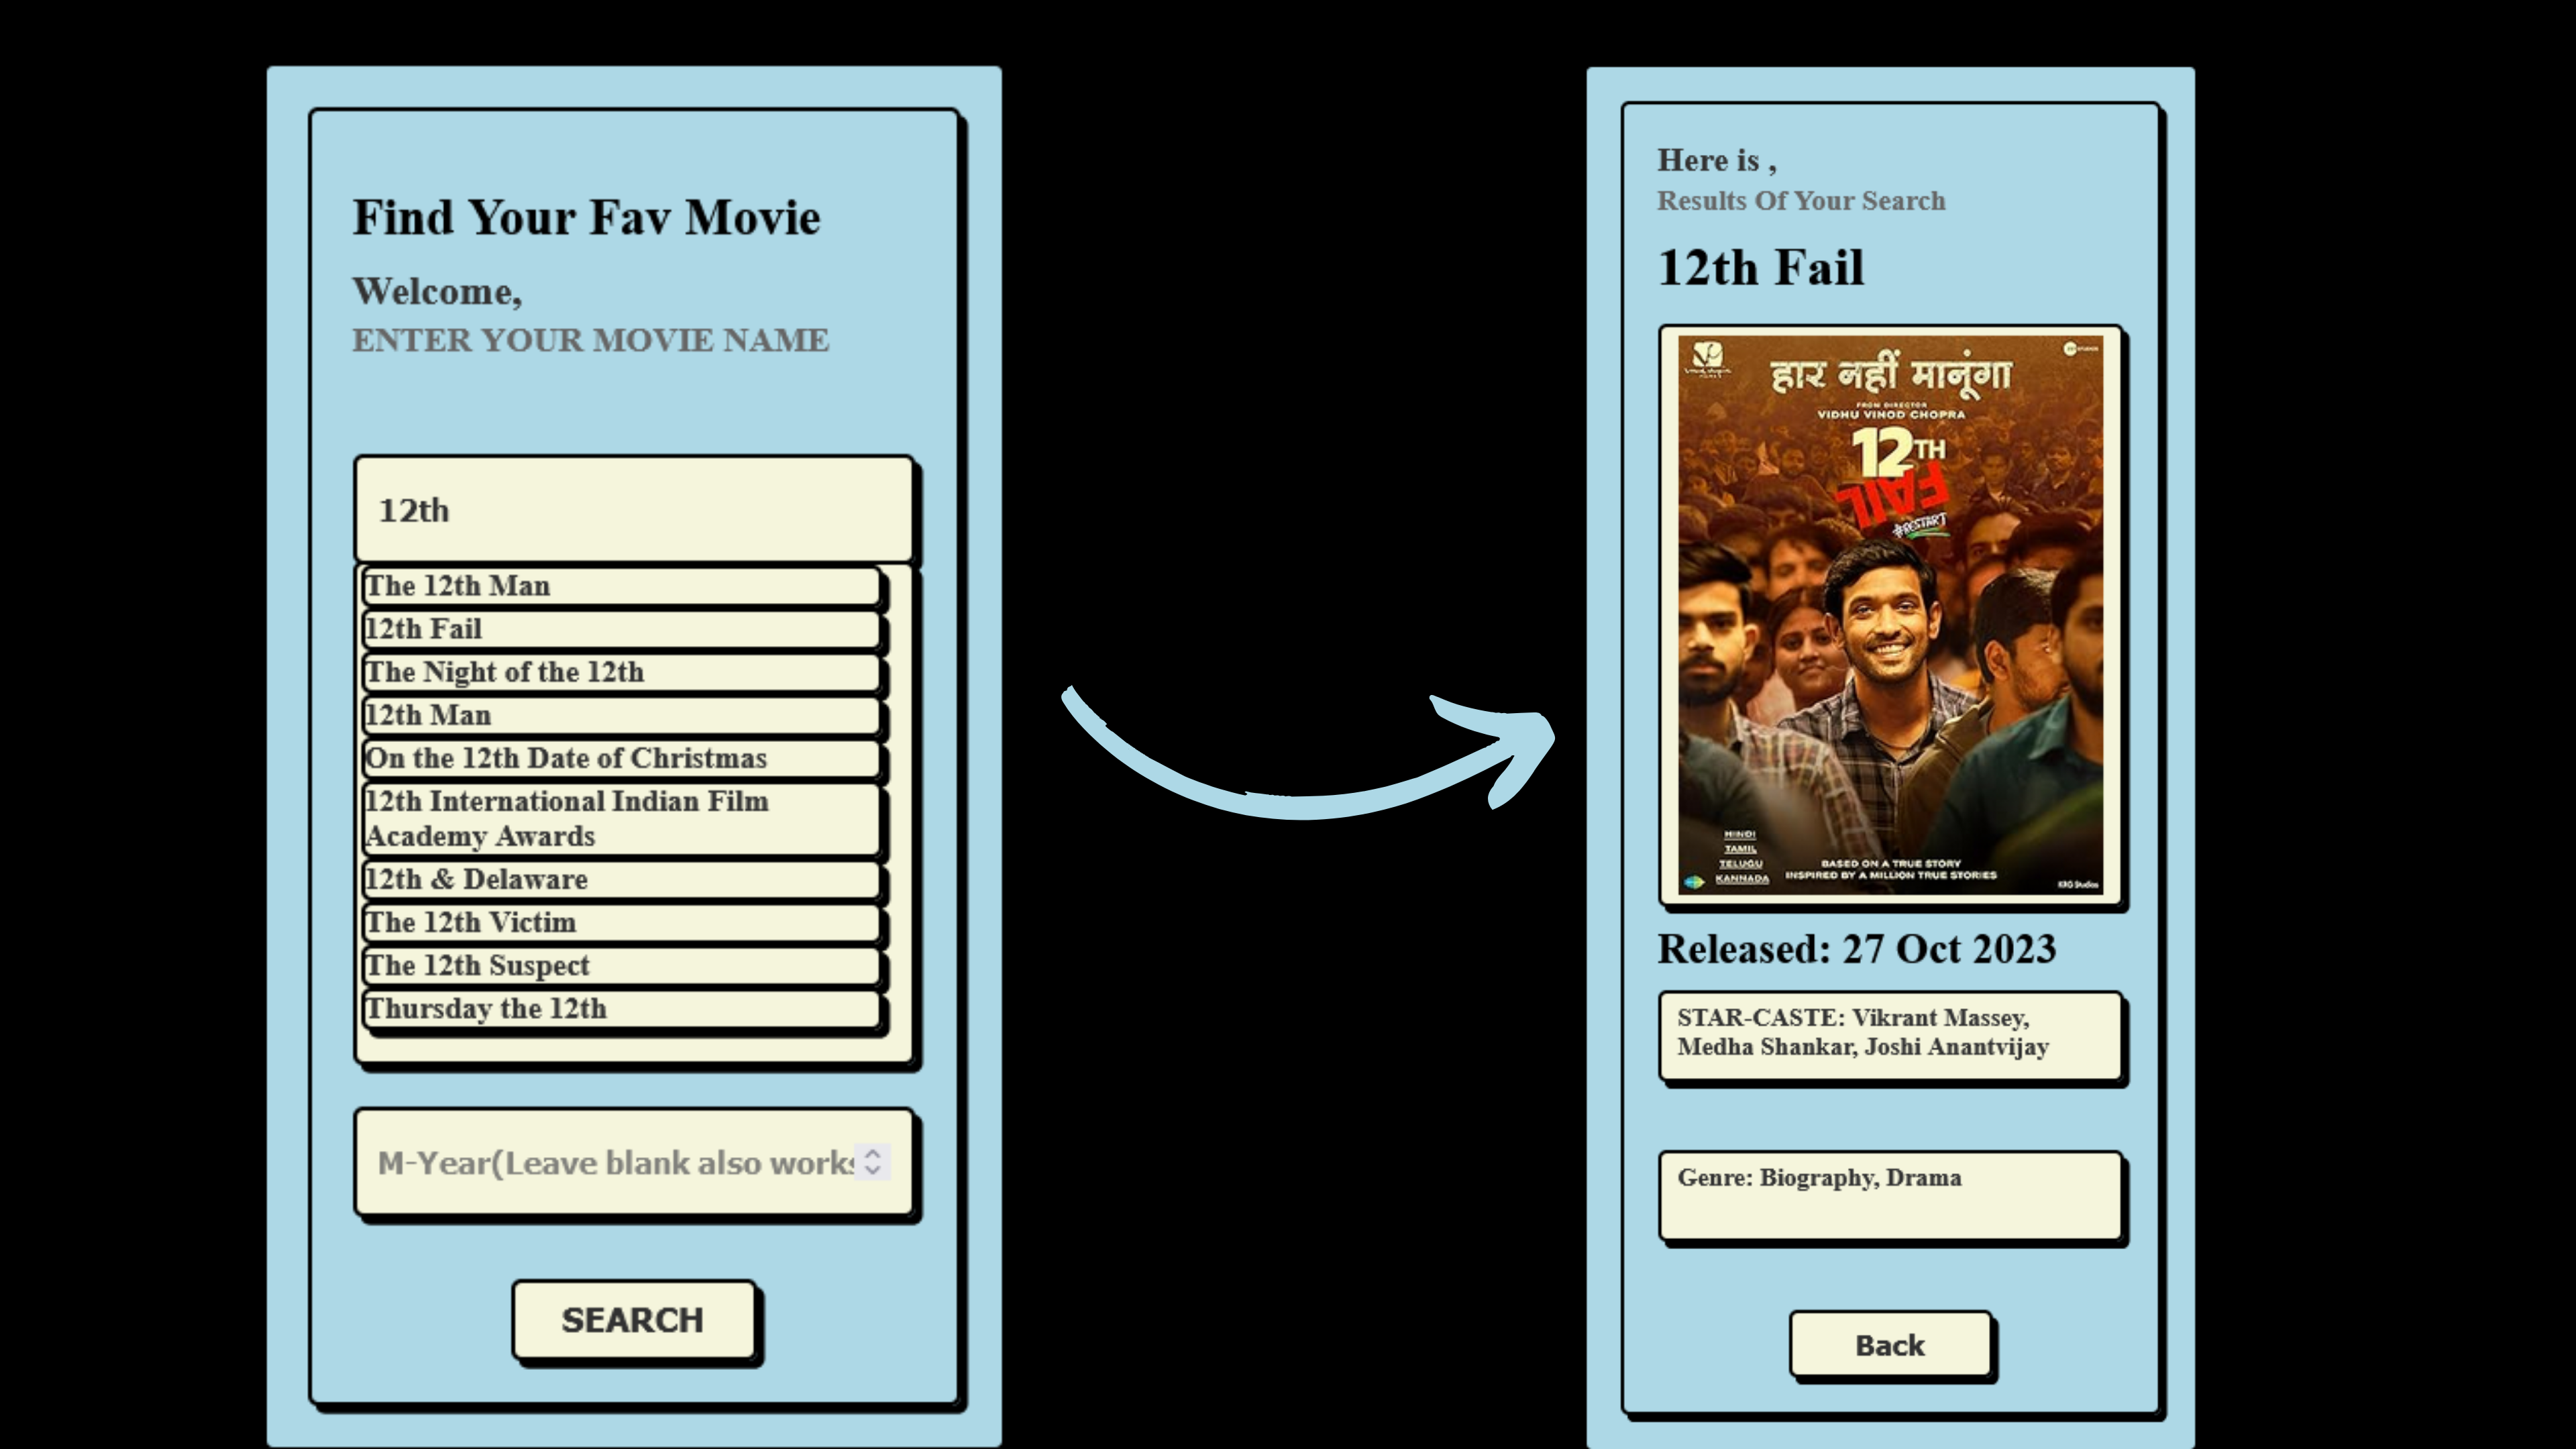 Find Your Fav Movie
Welcome,
ENTER YOUR MOVIE NAME
12th
The 12th Man
12th Fail
The Night of the 12th
12th Man
On the 12th Date of Christmas
12th International Indian Film
Academy Awards
12th & Delaware
The 12th Victim
The 12th Suspect
Thursday the 12th
M-Year(Leave blank also works
SEARCH
Here is ,
Results Of Your Search
12th Fail
हार नहीं मानूंगा
FROM DIRECTOR
VIDHU VINOD CHOPRA
12TH
FAIL
#RESTART
HINDI
TAMIL
TELUGU
KANNADA
BASED ON A TRUE STORY
INSPIRED BY A MILLION TRUE STORIES
Released: 27 Oct 2023
STAR-CASTE: Vikrant Massey,
Medha Shankar, Joshi Anantvijay
Genre: Biography, Drama
Back